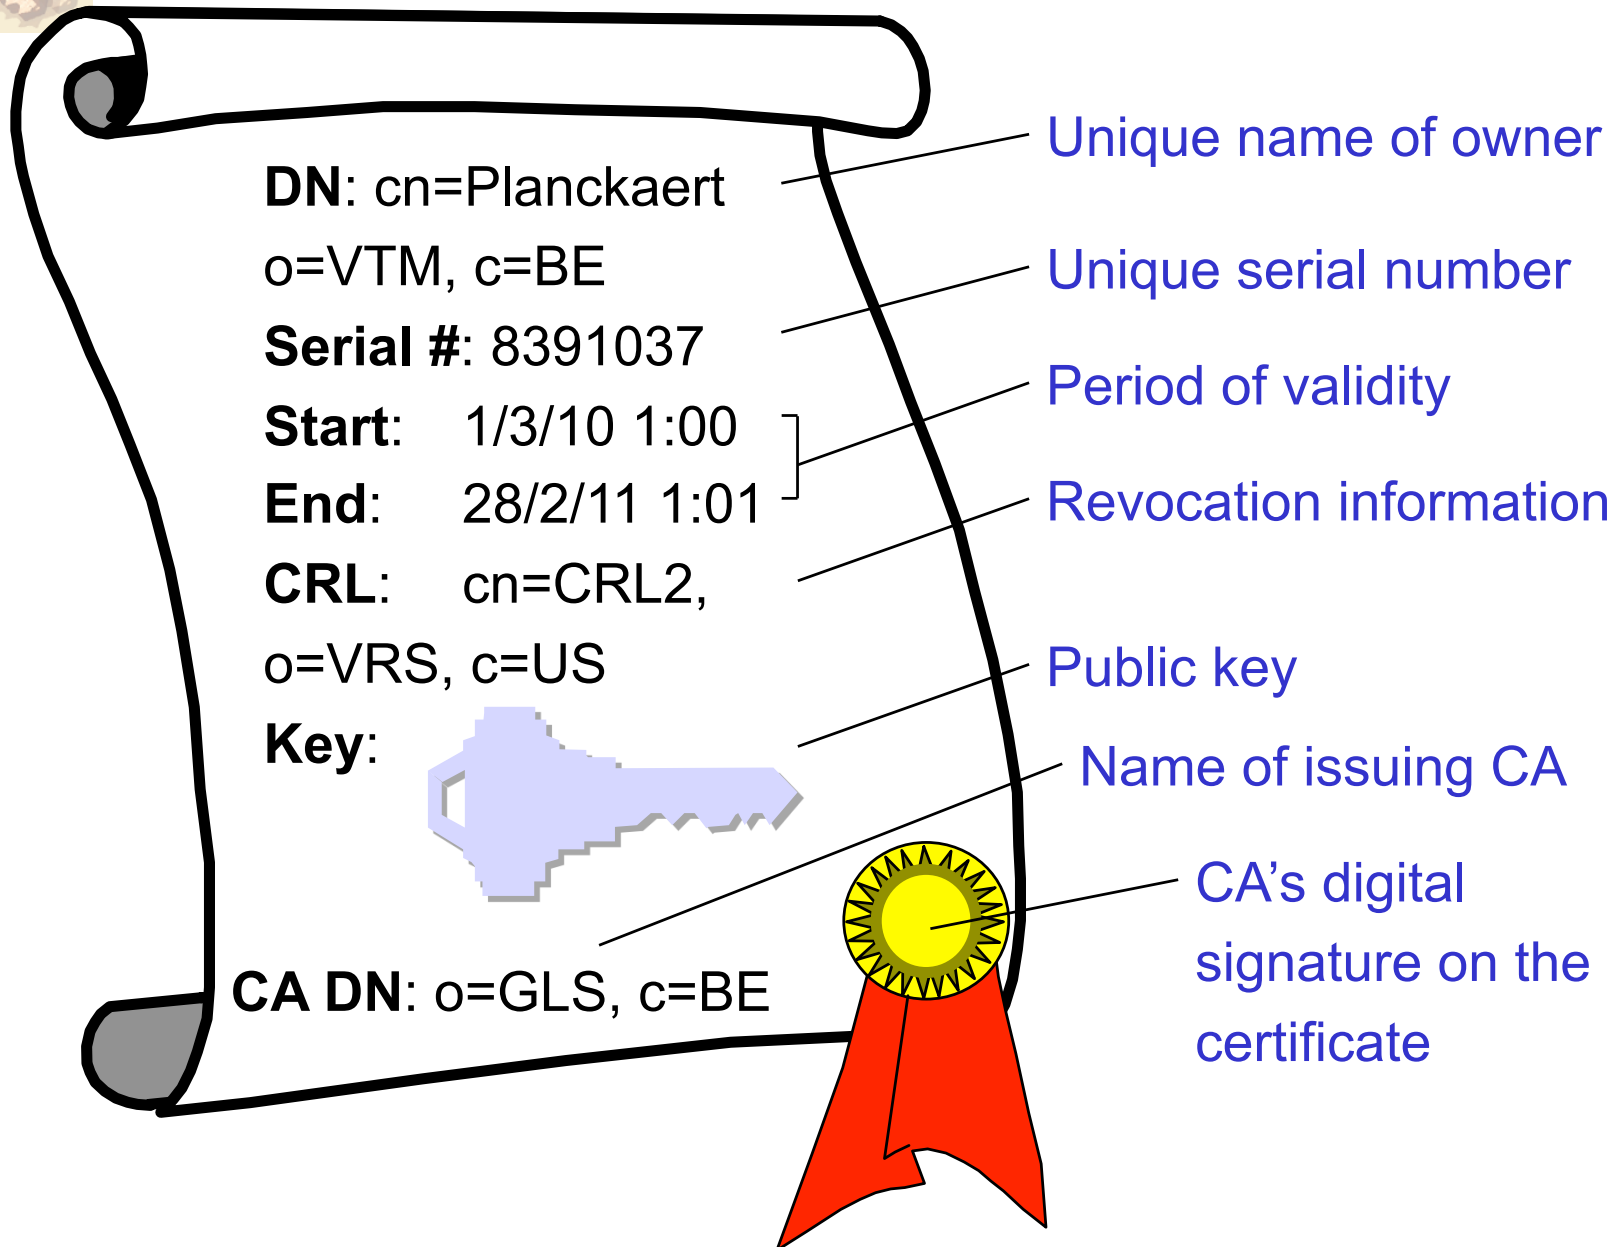 Unique name of owner
DN: cn=Planckaert
o=VTM, c=BE
Unique serial number
Serial #: 8391037
Period of validity
Start: 1/3/10 1:00
End: 28/2/11 1:01
Revocation information
CRL: cn=CRL2,
o=VRS, c=US
Public key
Key:
Name of issuing CA
CA DN: o=GLS, c=BE
CA’s digital
signature on the
certificate